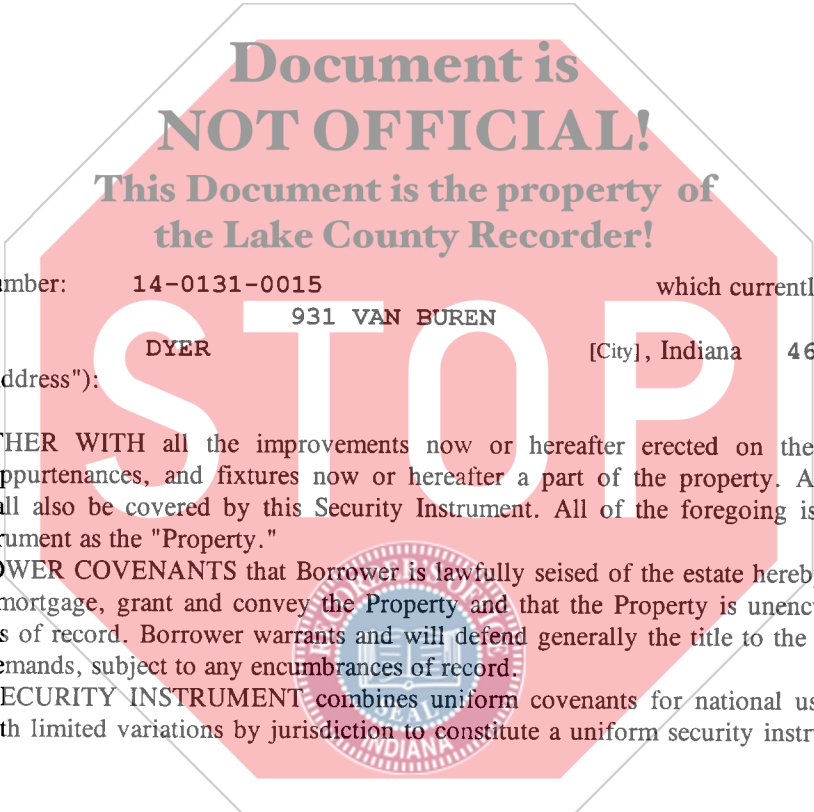 Document is
NOT OFFICIAL!
This Document is the property of
the Lake County Recorder!
mber: 14-0131-0015 which currentl
931 VAN BUREN
DYER [City], Indiana 46
ddress"):
STOP
THER WITH all the improvements now or hereafter erected on the
ppurtenances, and fixtures now or hereafter a part of the property. A
all also be covered by this Security Instrument. All of the foregoing is
rument as the "Property."
OWER COVENANTS that Borrower is lawfully seised of the estate hereb
mortgage, grant and convey the Property and that the Property is unenc
s of record. Borrower warrants and will defend generally the title to the
emands, subject to any encumbrances of record.
ECURITY INSTRUMENT combines uniform covenants for national us
th limited variations by jurisdiction to constitute a uniform security instr
RECORDER'S OFFICE
SEAL
INDIANA